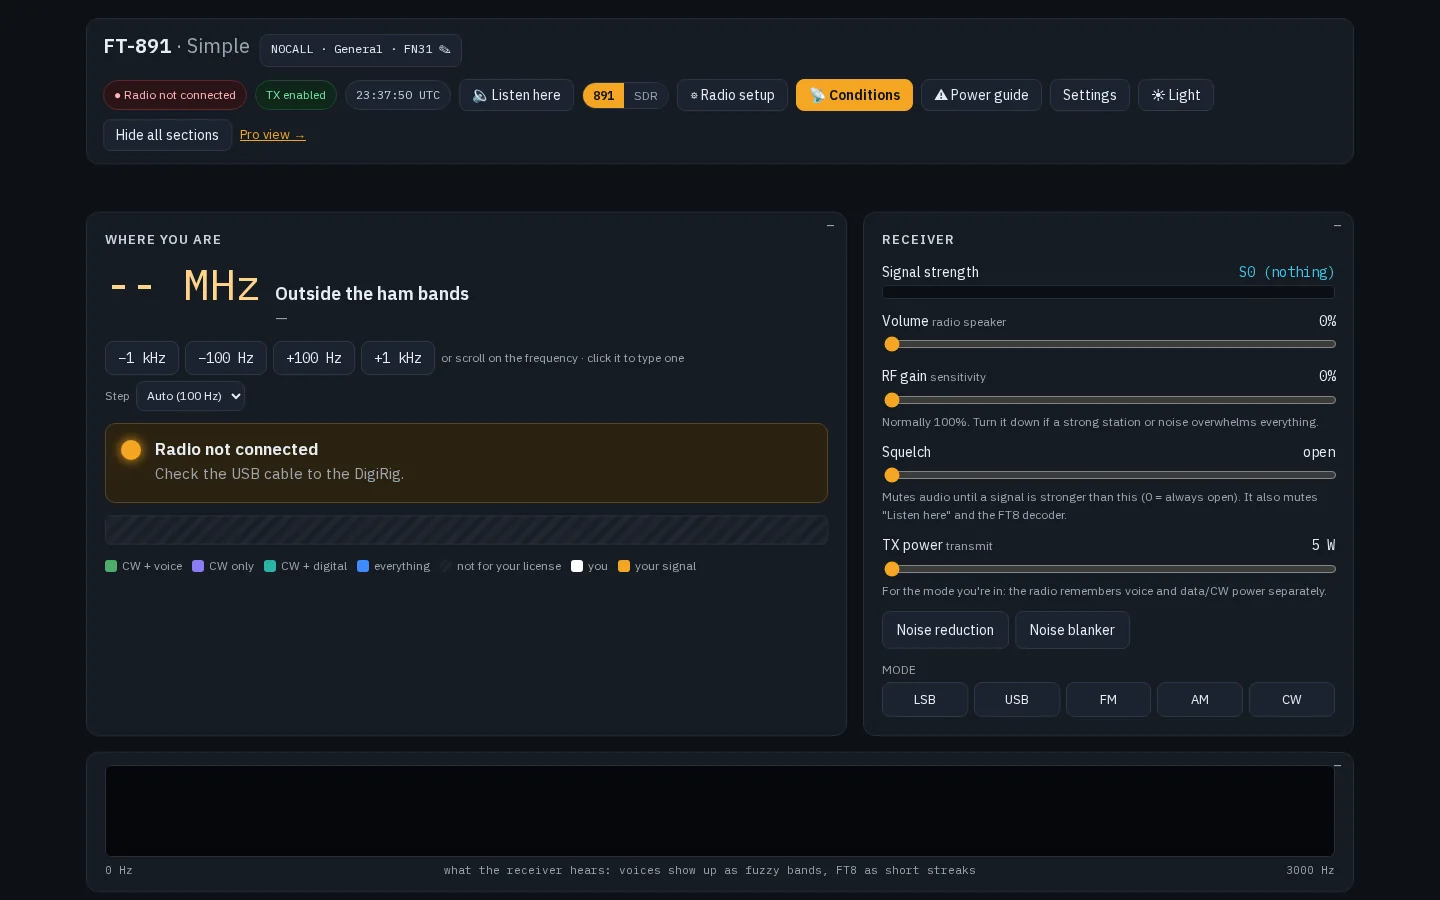 FT-891 · Simple
N0CALL · General · FN31 ✎
● Radio not connected
TX enabled
23:37:50 UTC
🔈 Listen here
891
SDR
⚙ Radio setup
📡 Conditions
⚠ Power guide
Settings
☀ Light
Hide all sections
Pro view →
WHERE YOU ARE
–
-- MHz
Outside the ham bands
—
−1 kHz
−100 Hz
+100 Hz
+1 kHz
or scroll on the frequency · click it to type one
Step
Auto (100 Hz)
Radio not connected
Check the USB cable to the DigiRig.
CW + voice
CW only
CW + digital
everything
not for your license
you
your signal
RECEIVER
–
Signal strength
S0 (nothing)
Volume radio speaker
0%
RF gain sensitivity
0%
Normally 100%. Turn it down if a strong station or noise overwhelms everything.
Squelch
open
Mutes audio until a signal is stronger than this (0 = always open). It also mutes
"Listen here" and the FT8 decoder.
TX power transmit
5 W
For the mode you're in: the radio remembers voice and data/CW power separately.
Noise reduction
Noise blanker
MODE
LSB
USB
FM
AM
CW
–
0 Hz
what the receiver hears: voices show up as fuzzy bands, FT8 as short streaks
3000 Hz